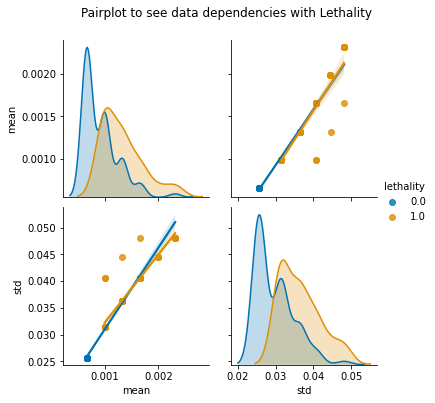 Pairplot to see data dependencies with Lethality
0.0020
0.0015
0.0010
mean
lethality
0.0
1.0
0.050
0.045
0.040
0.035
0.030
0.025
std
0.001 0.002
mean
0.02 0.03 0.04 0.05
std